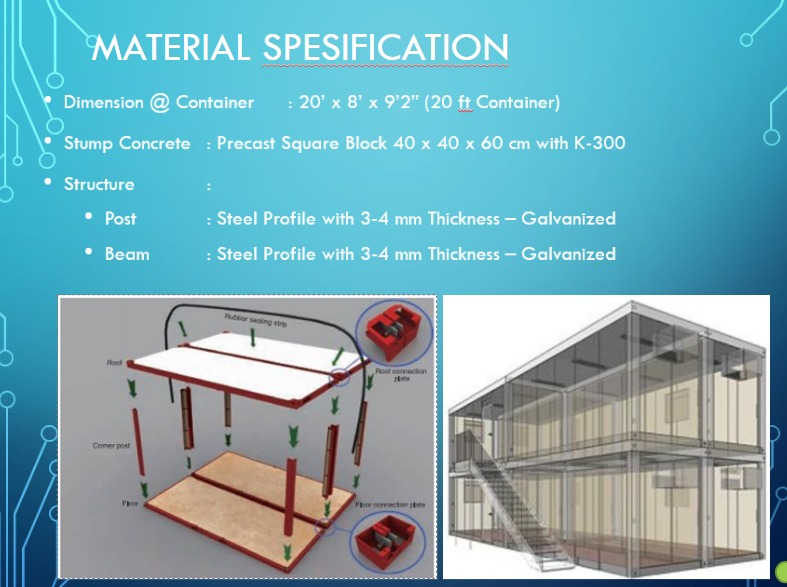 MATERIAL SPESIFICATION
• Dimension @ Container : 20’ x 8’ x 9’2” (20 ft Container)
• Stump Concrete : Precast Square Block 40 x 40 x 60 cm with K-300
• Structure :
• Post : Steel Profile with 3-4 mm Thickness – Galvanized
• Beam : Steel Profile with 3-4 mm Thickness – Galvanized
Rubber sealing strip
Roof
Roof connection
plate
Corner post
Floor
Floor connection plate